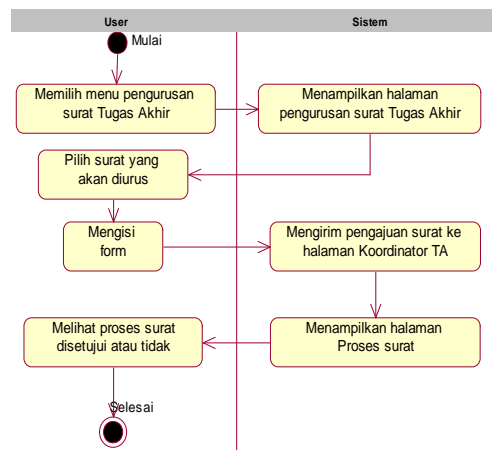 User
Sistem
Mulai
Memilih menu pengurusan
surat Tugas Akhir
Menampilkan halaman
pengurusan surat Tugas Akhir
Pilih surat yang
akan diurus
Mengisi
form
Mengirim pengajuan surat ke
halaman Koordinator TA
Melihat proses surat
disetujui atau tidak
Menampilkan halaman
Proses surat
Selesai